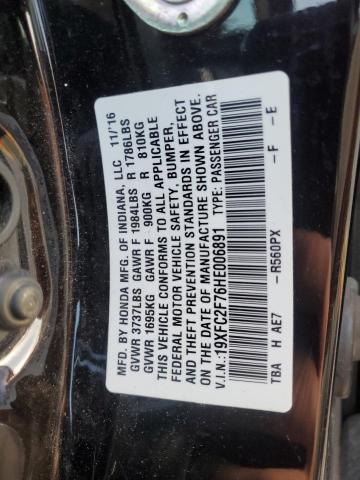 MFD. BY HONDA MFG. OF INDIANA, LLC 11/'16
GVWR 3737LBS GAWR F 1984LBS R 1786LBS
GVWR 1695KG GAWR F 900KG R 810KG
THIS VEHICLE CONFORMS TO ALL APPLICABLE
FEDERAL MOTOR VEHICLE SAFETY, BUMPER,
AND THEFT PREVENTION STANDARDS IN EFFECT
ON THE DATE OF MANUFACTURE SHOWN ABOVE.
V.I.N.:19XFC2F76HE006891 TYPE: PASSENGER CAR
TBA H AE7 -R560PX -F -E